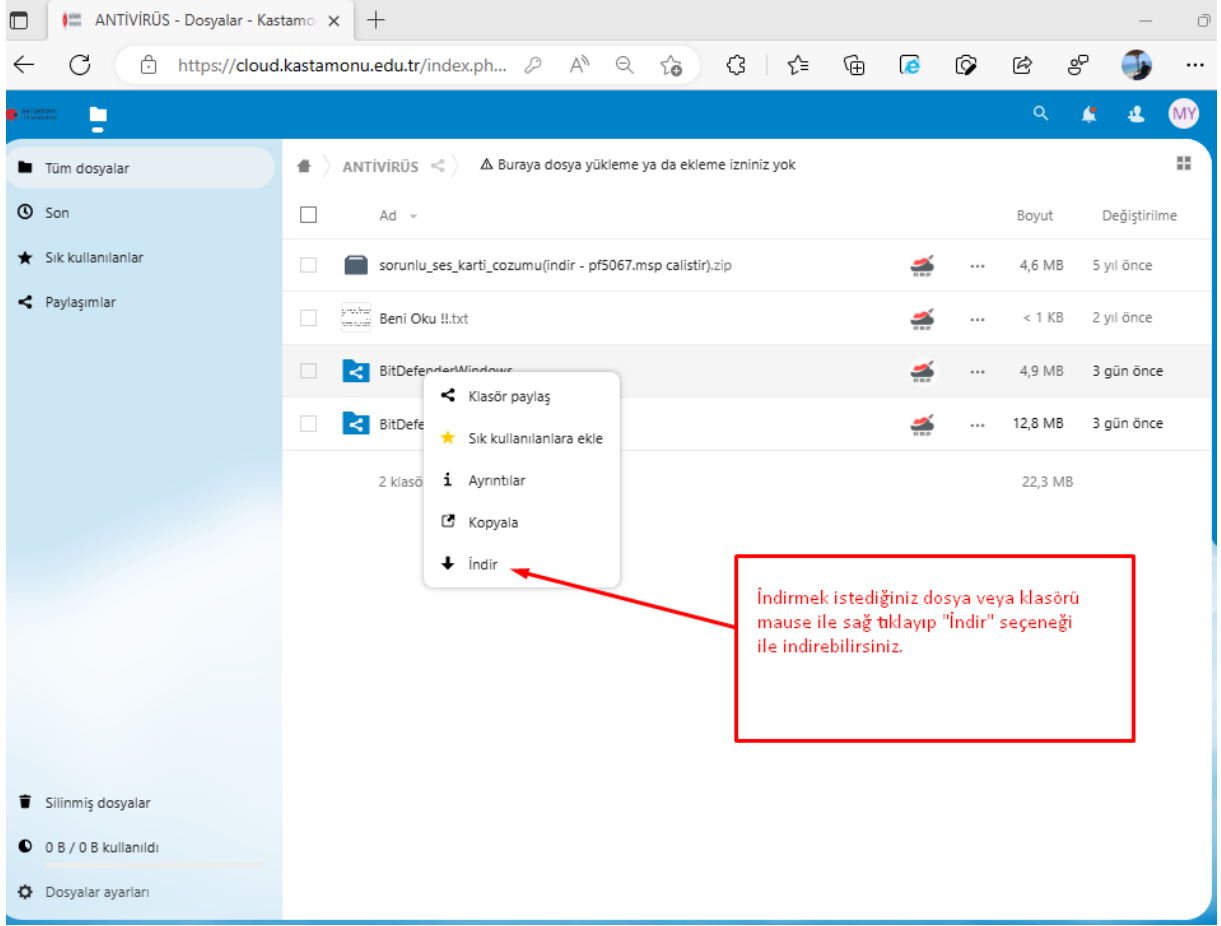 ANTİVİRÜS - Dosyalar - Kastamo
https://cloud.kastamonu.edu.tr/index.ph...
MY
Tüm dosyalar
Son
Sık kullanılanlar
Paylaşımlar
ANTİVİRÜS
Buraya dosya yükleme ya da ekleme izniniz yok
Ad
Boyut
Değiştirilme
sorunlu_ses_karti_cozumu(indir - pf5067.msp calistir).zip
4,6 MB
5 yıl önce
Beni Oku !!.txt
< 1 KB
2 yıl önce
BitDefenderWindows
4,9 MB
3 gün önce
BitDefe
12,8 MB
3 gün önce
2 klasö
22,3 MB
Klasör paylaş
Sık kullanılanlara ekle
Ayrıntılar
Kopyala
İndir
İndirmek istediğiniz dosya veya klasörü
mause ile sağ tıklayıp "İndir" seçeneği
ile indirebilirsiniz.
Silinmiş dosyalar
0 B / 0 B kullanıldı
Dosyalar ayarları